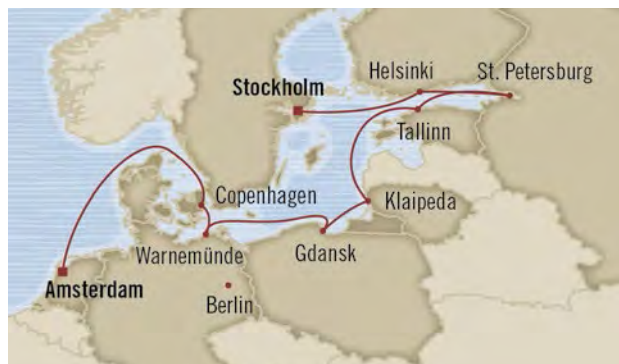 Helsinki
St. Petersburg
Stockholm
Tallinn
Copenhagen
Klaipeda
Warnemünde
Gdansk
Amsterdam
Berlin